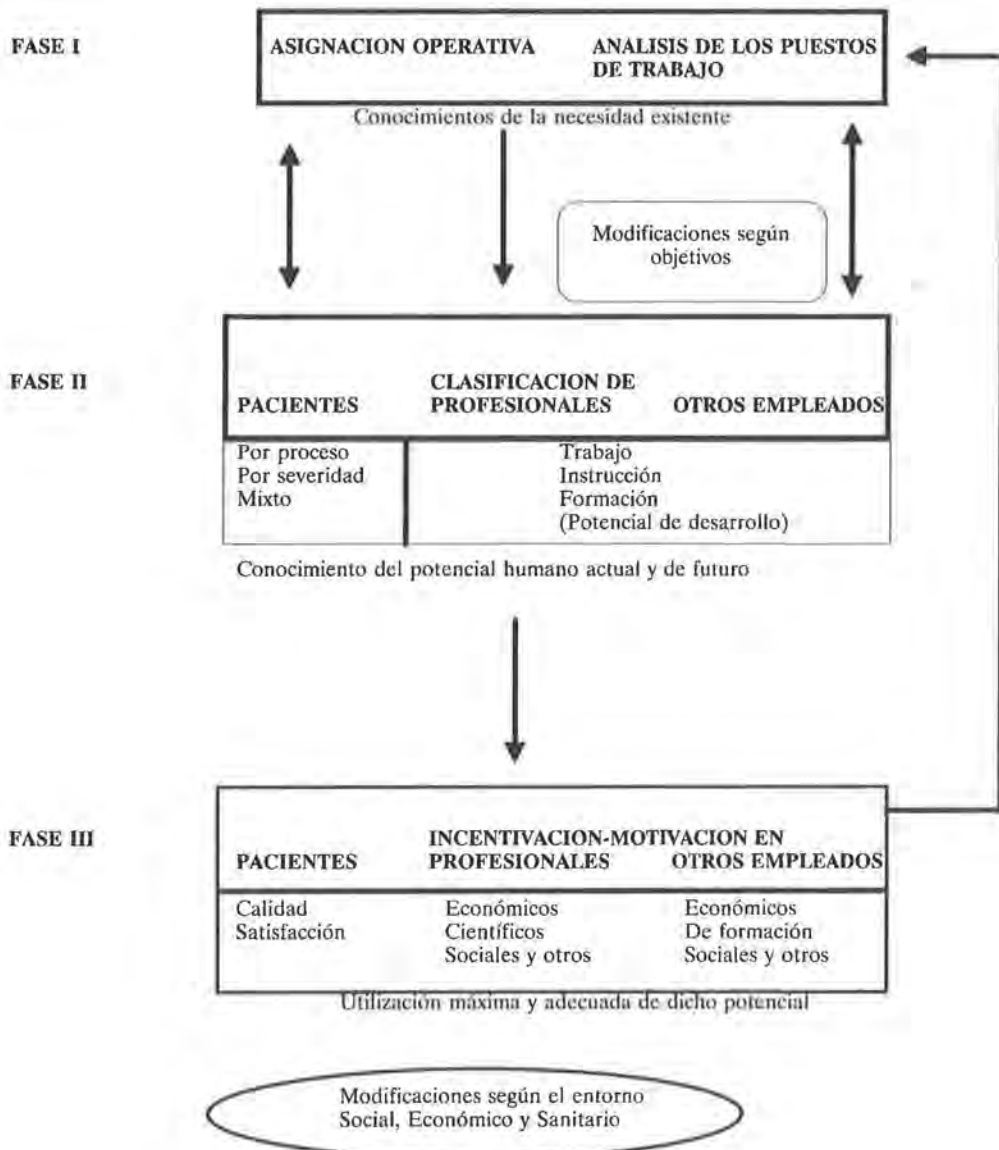 FASE I
ASIGNACION OPERATIVA
ANALISIS DE LOS PUESTOS
DE TRABAJO
Conocimientos de la necesidad existente
Modificaciones según
objetivos
FASE II
CLASIFICACION DE
PACIENTES PROFESIONALES OTROS EMPLEADOS
Por proceso
Por severidad
Mixto
Trabajo
Instrucción
Formación
(Potencial de desarrollo)
Conocimiento del potencial humano actual y de futuro
FASE III
INCENTIVACION-MOTIVACION EN
PACIENTES PROFESIONALES OTROS EMPLEADOS
Calidad
Satisfacción
Económicos
Científicos
Sociales y otros
Económicos
De formación
Sociales y otros
Utilización máxima y adecuada de dicho potencial
Modificaciones según el entorno
Social, Económico y Sanitario